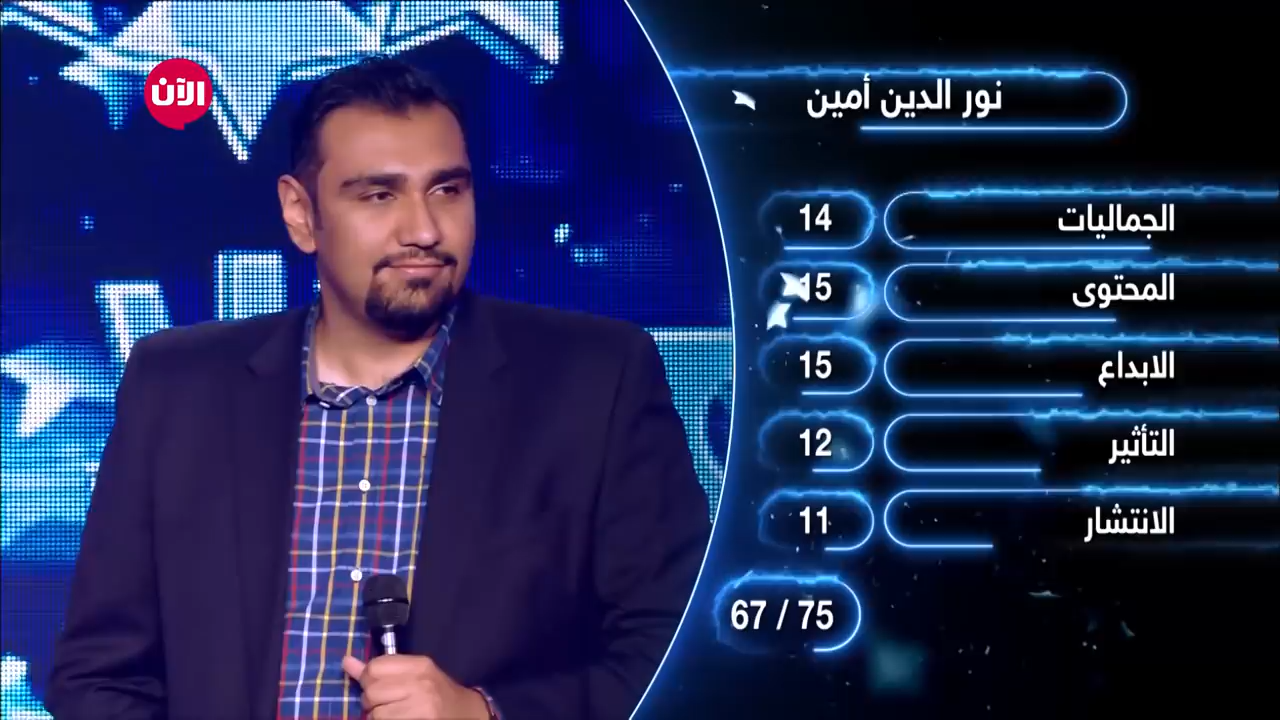 الآن
نور الدين أمين
الجماليات 14
المحتوى 15
الابداع 15
التأثير 12
الانتشار 11
67 / 75